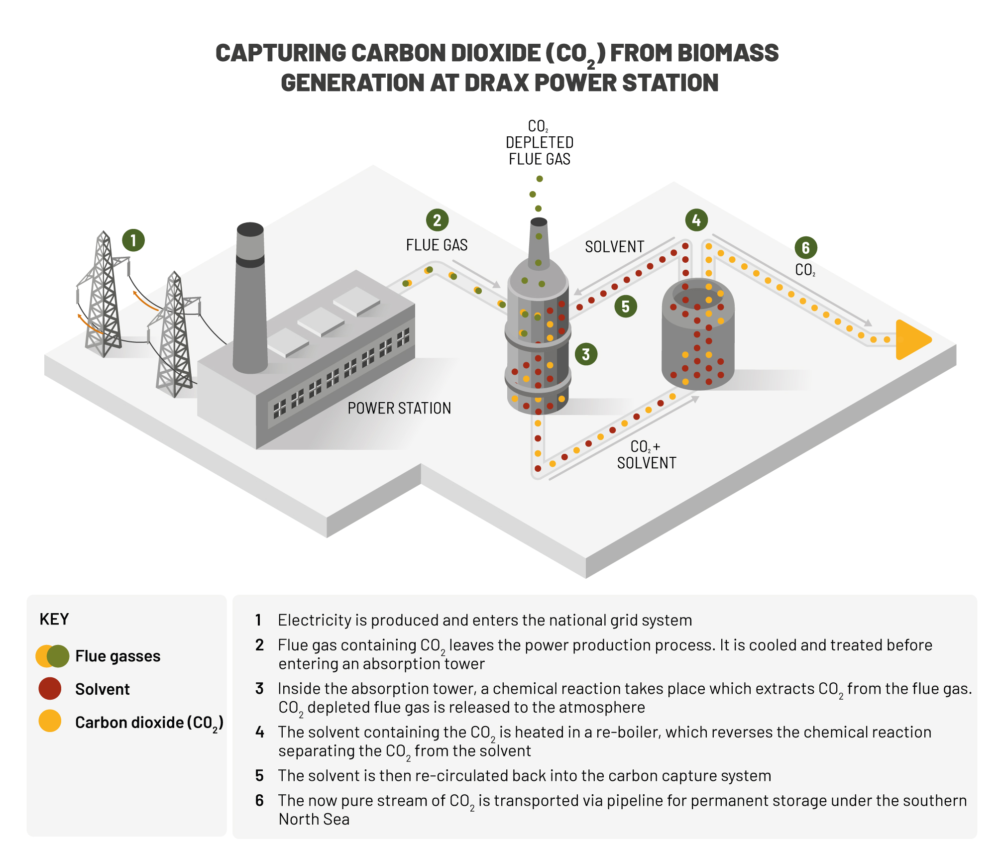 CAPTURING CARBON DIOXIDE (CO₂) FROM BIOMASS
GENERATION AT DRAX POWER STATION
CO₂
DEPLETED
FLUE GAS
1
2
FLUE GAS
SOLVENT
4
6
CO₂
5
3
POWER STATION
CO₂ +
SOLVENT
KEY
Flue gasses
Solvent
Carbon dioxide (CO₂)
1 Electricity is produced and enters the national grid system
2 Flue gas containing CO₂ leaves the power production process. It is cooled and treated before
entering an absorption tower
3 Inside the absorption tower, a chemical reaction takes place which extracts CO₂ from the flue gas.
CO₂ depleted flue gas is released to the atmosphere
4 The solvent containing the CO₂ is heated in a re-boiler, which reverses the chemical reaction
separating the CO₂ from the solvent
5 The solvent is then re-circulated back into the carbon capture system
6 The now pure stream of CO₂ is transported via pipeline for permanent storage under the southern
North Sea